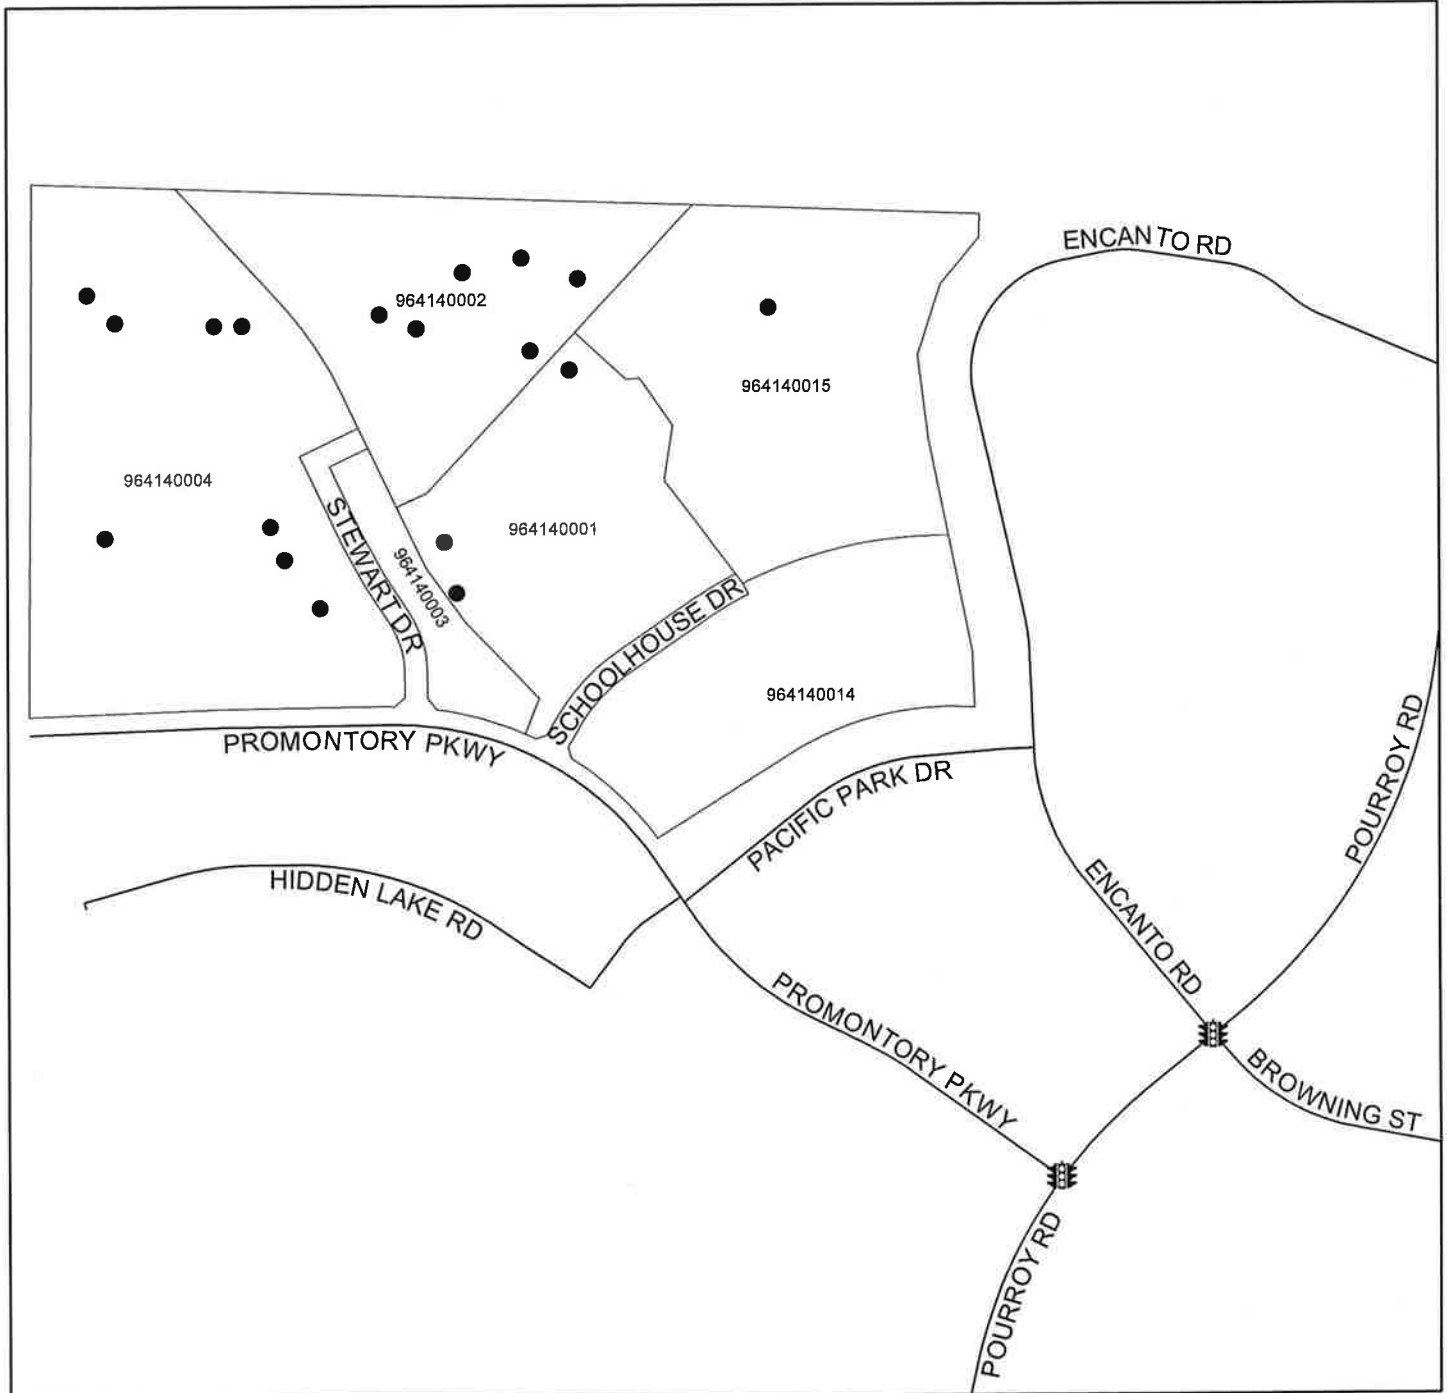 ENCANTO RD
964140002
964140015
964140004
964140001
STEWART DR
964140003
SCHOOLHOUSE DR
964140014
PROMONTORY PKWY
PACIFIC PARK DR
POURROY RD
HIDDEN LAKE RD
ENCANTO RD
PROMONTORY PKWY
BROWNING ST
POURROY RD